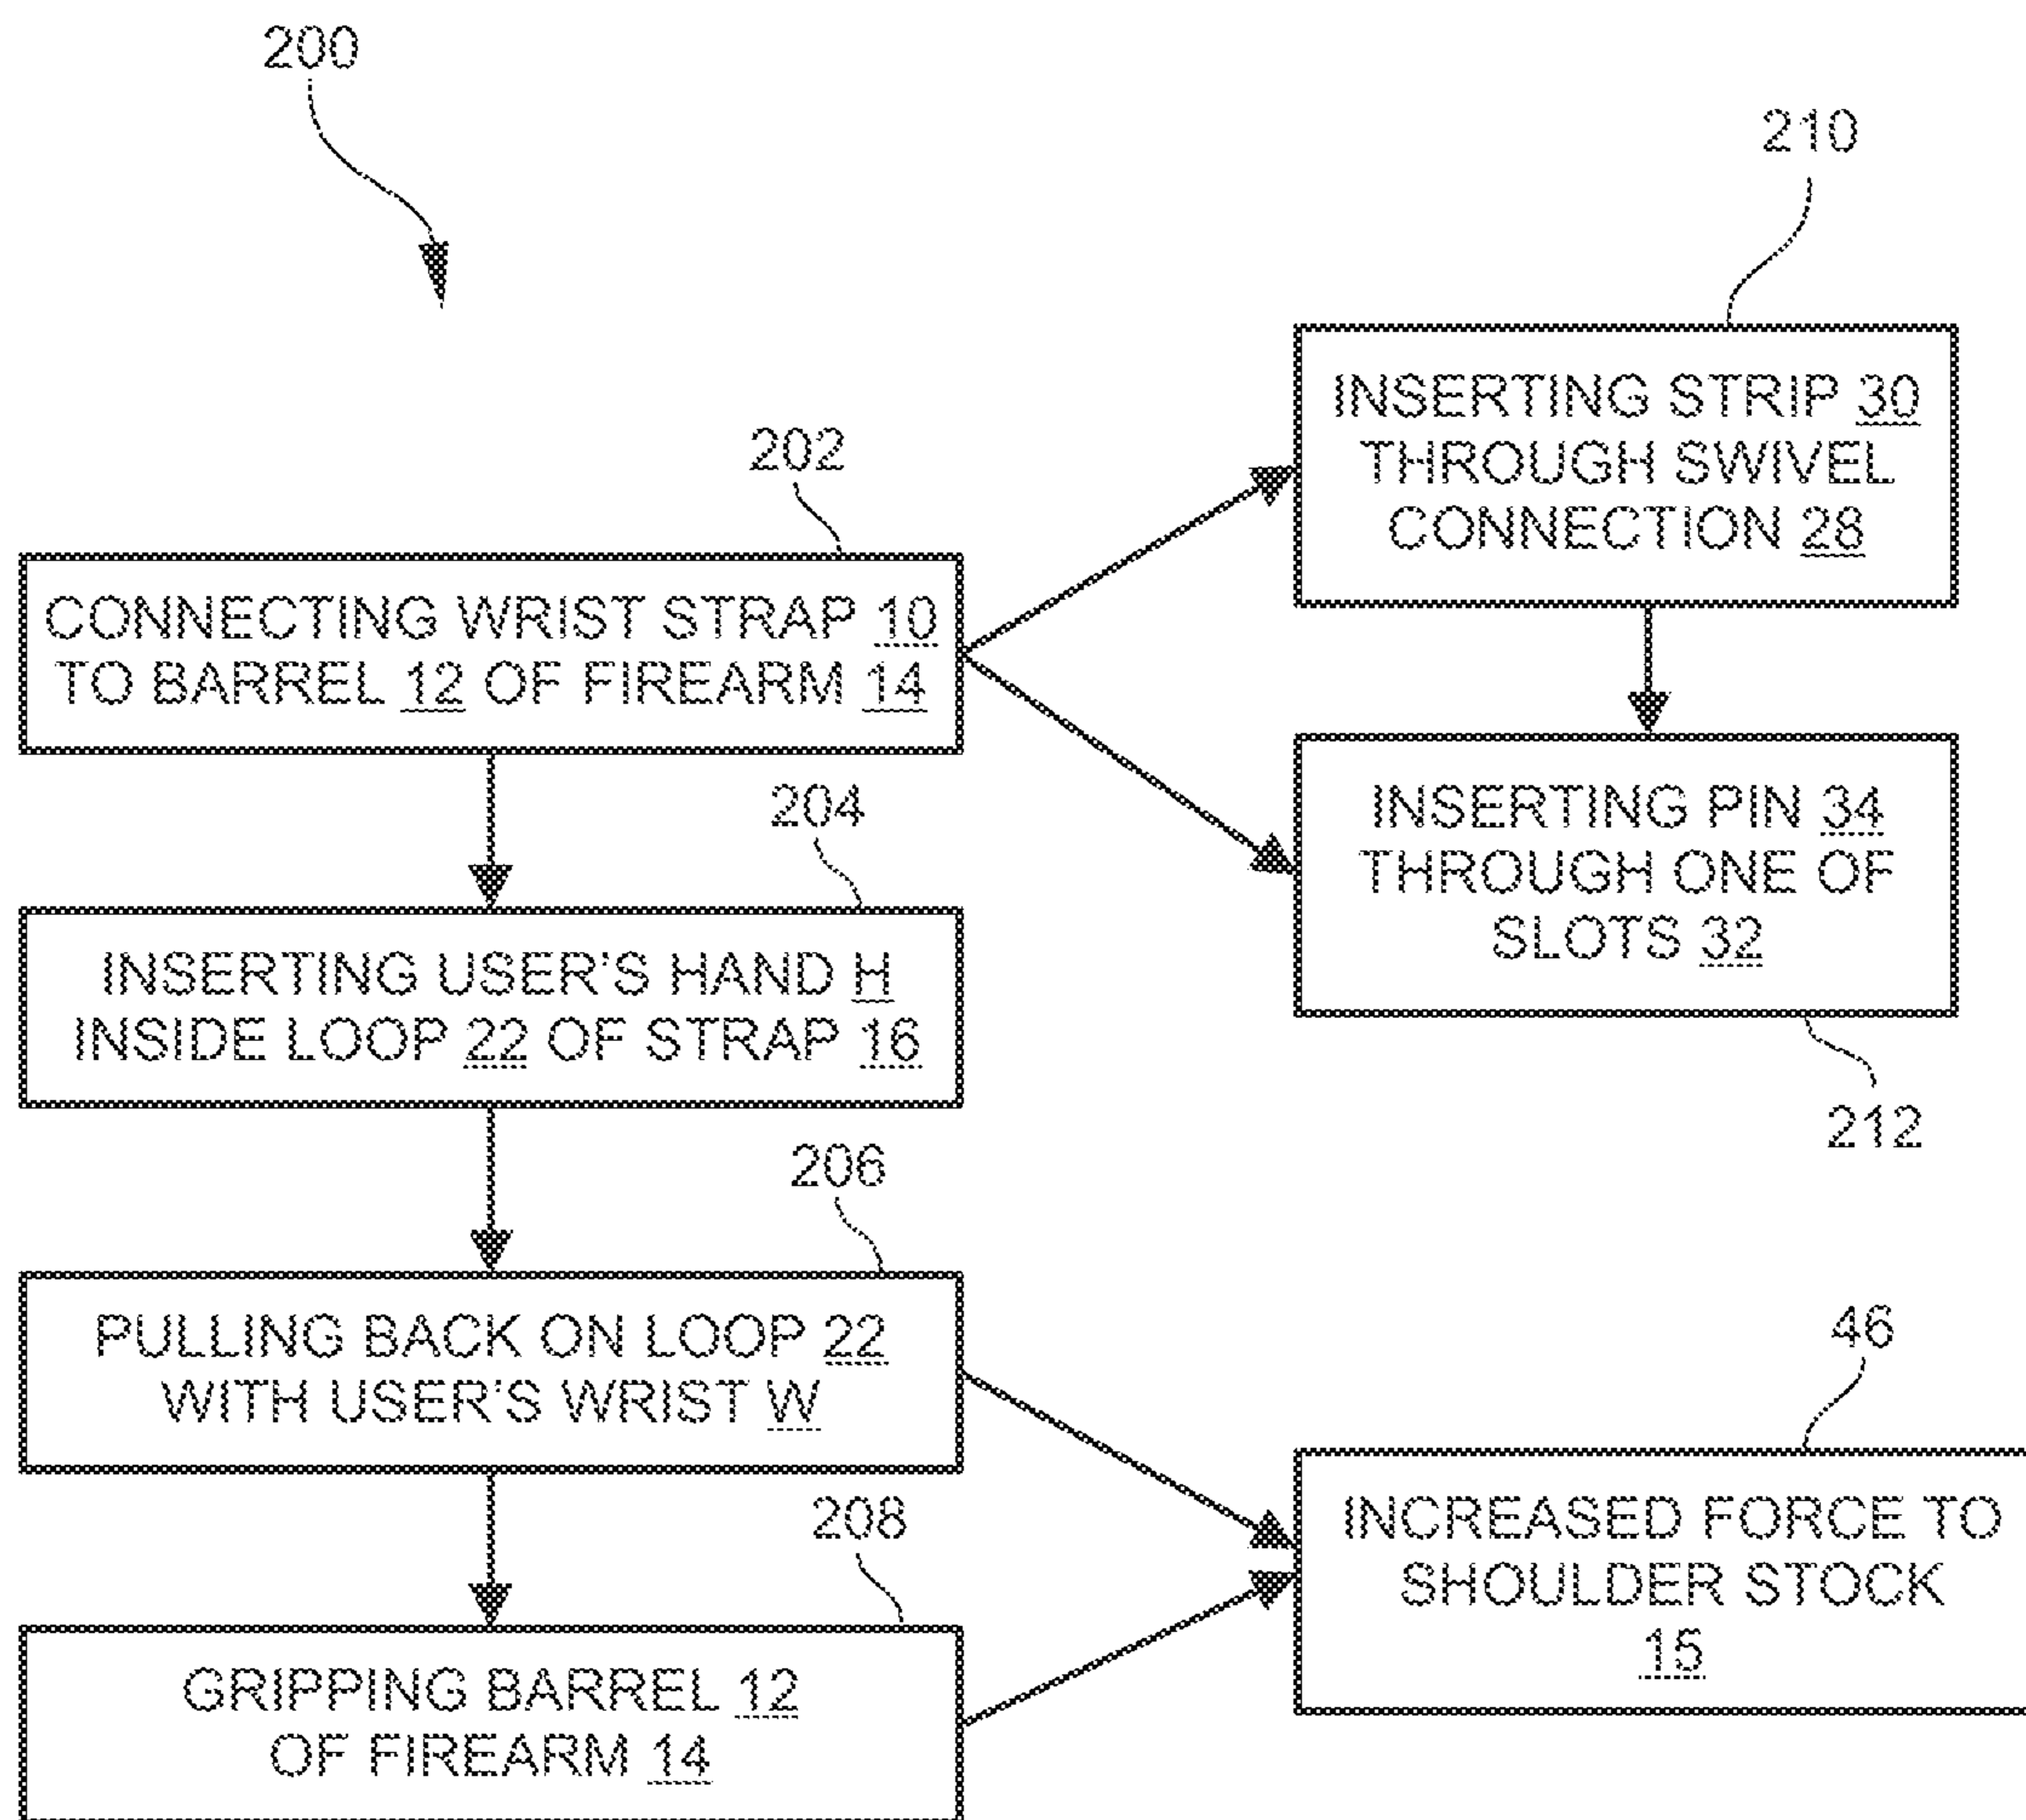 200
210
INSERTING STRIP 30
THROUGH SWIVEL
CONNECTION 28
202
CONNECTING WRIST STRAP 10
TO BARREL 12 OF FIREARM 14
INSERTING PIN 34
THROUGH ONE OF
SLOTS 32
212
204
INSERTING USER'S HAND H
INSIDE LOOP 22 OF STRAP 16
206
PULLING BACK ON LOOP 22
WITH USER'S WRIST W
46
INCREASED FORCE TO
SHOULDER STOCK
15
208
GRIPPING BARREL 12
OF FIREARM 14